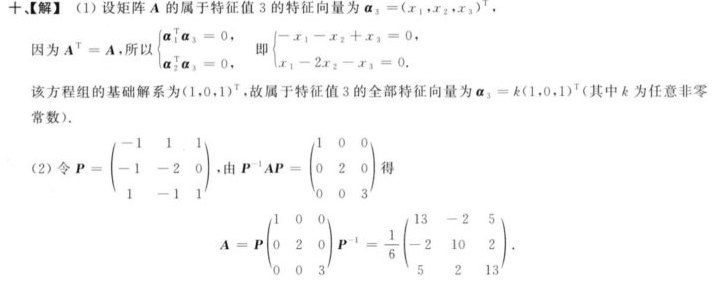 十、【解】 (1) 设矩阵 A 的属于特征值 3 的特征向量为 α₃ = (x₁,x₂,x₃)ᵀ,
因为 Aᵀ = A,所以 { α₁ᵀα₃ = 0, α₂ᵀα₃ = 0, 即 { −x₁ − x₂ + x₃ = 0, x₁ − 2x₂ − x₃ = 0.
该方程组的基础解系为(1,0,1)ᵀ,故属于特征值 3 的全部特征向量为 α₃ = k(1,0,1)ᵀ(其中 k 为任意非零
常数).
(2) 令 P = ( −1 1 1 ; −1 −2 0 ; 1 −1 1 ) ,由 P⁻¹AP = ( 1 0 0 ; 0 2 0 ; 0 0 3 ) 得
A = P ( 1 0 0 ; 0 2 0 ; 0 0 3 ) P⁻¹ = 1/6 ( 13 −2 5 ; −2 10 2 ; 5 2 13 ) .